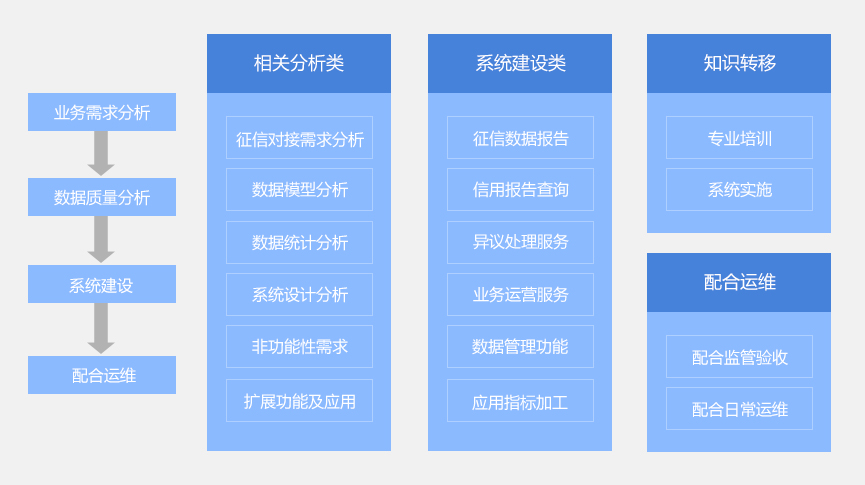 业务需求分析
数据质量分析
系统建设
配合运维
相关分析类
征信对接需求分析
数据模型分析
数据统计分析
系统设计分析
非功能性需求
扩展功能及应用
系统建设类
征信数据报告
信用报告查询
异议处理服务
业务运营服务
数据管理功能
应用指标加工
知识转移
专业培训
系统实施
配合运维
配合监管验收
配合日常运维